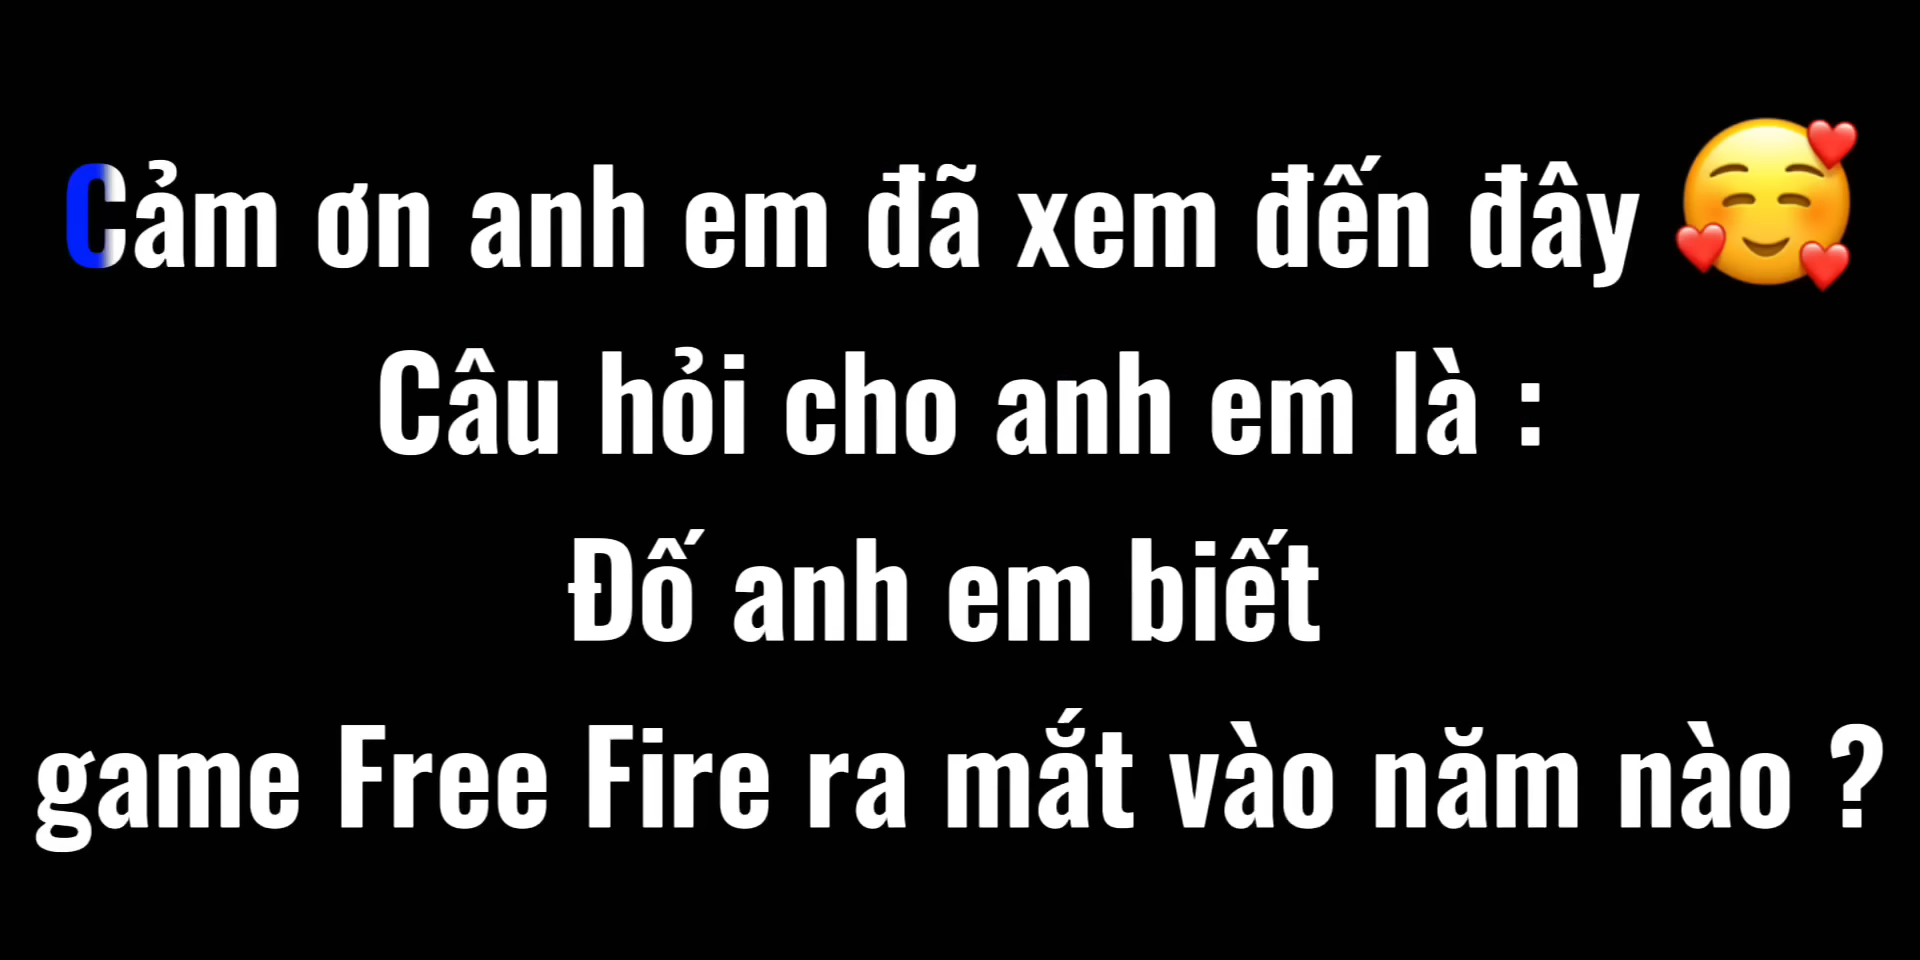 Cảm ơn anh em đã xem đến đây 🥰
Câu hỏi cho anh em là :
Đố anh em biết
game Free Fire ra mắt vào năm nào ?